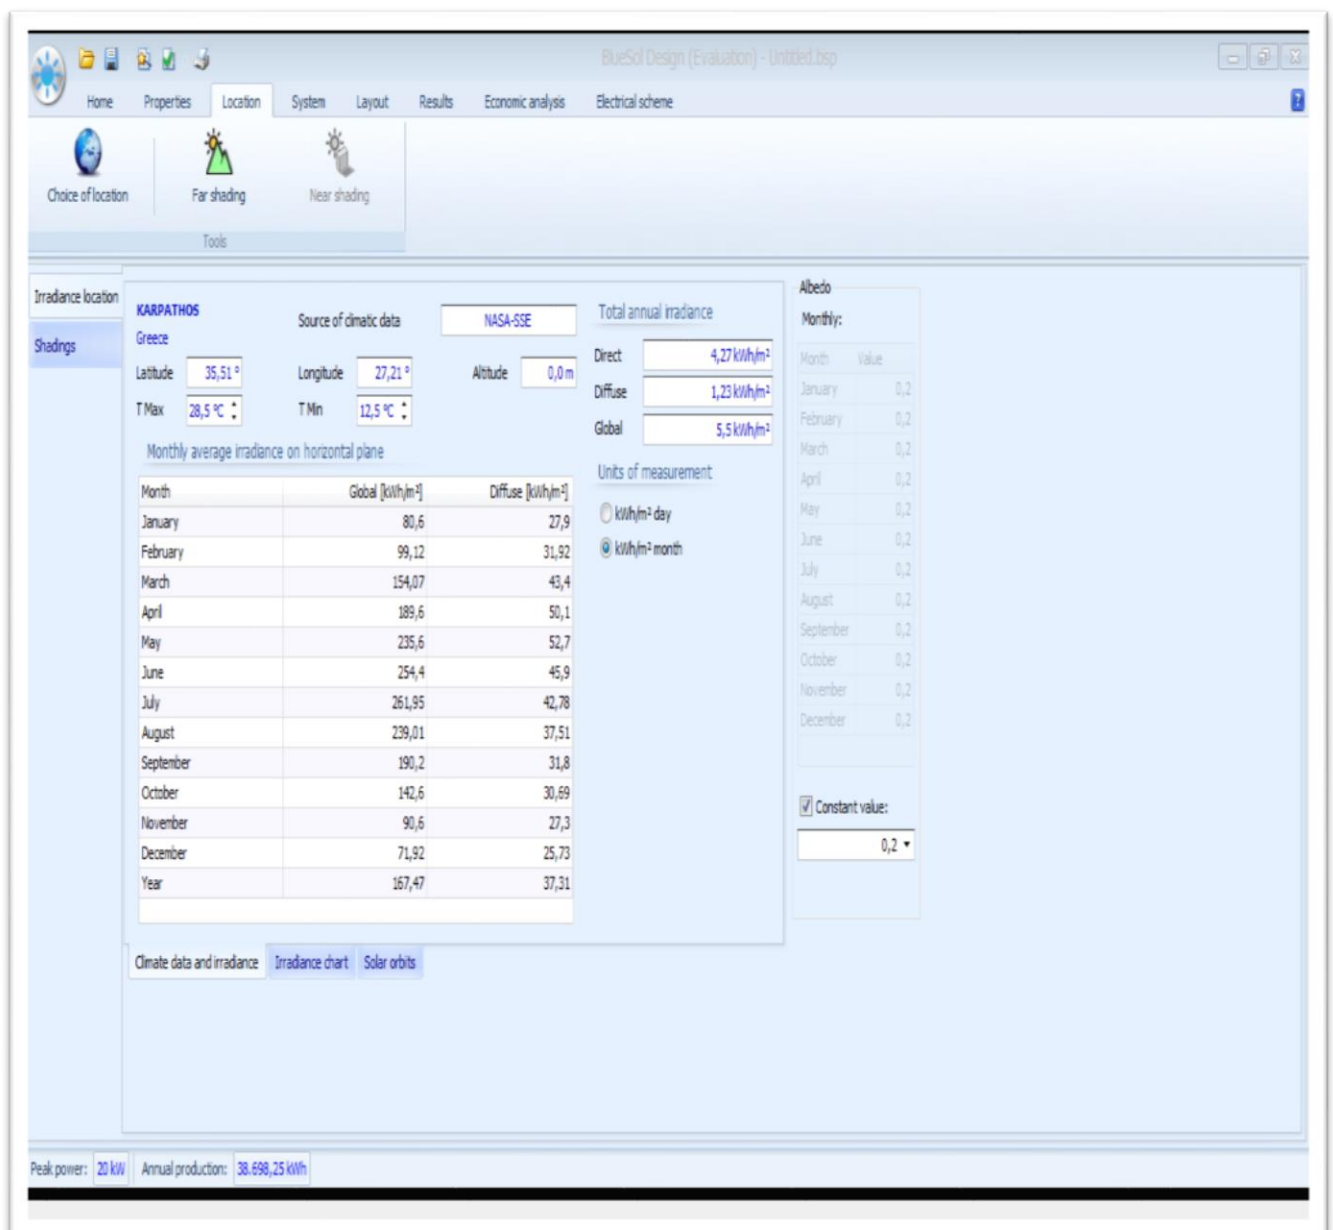 BlueSol Design (Evaluation) - Untitled.bsp
Home Properties Location System Layout Results Economic analysis Electrical scheme
Choice of location Far shading Near shading
Tools
Irradiance location
Shadings
KARPATHOS
Greece
Source of climatic data NASA-SSE
Latitude 35,51 º Longitude 27,21 º Altitude 0,0 m
T Max 28,5 ºC T Min 12,5 ºC
Total annual irradiance
Direct 4,27 kWh/m²
Diffuse 1,23 kWh/m²
Global 5,5 kWh/m²
Units of measurement
kWh/m² day
kWh/m² month
Monthly average irradiance on horizontal plane
Month Global [kWh/m²] Diffuse [kWh/m²]
January 80,6 27,9
February 99,12 31,92
March 154,07 43,4
April 189,6 50,1
May 235,6 52,7
June 254,4 45,9
July 261,95 42,78
August 239,01 37,51
September 190,2 31,8
October 142,6 30,69
November 90,6 27,3
December 71,92 25,73
Year 167,47 37,31
Albedo
Monthly:
Month Value
January 0,2
February 0,2
March 0,2
April 0,2
May 0,2
June 0,2
July 0,2
August 0,2
September 0,2
October 0,2
November 0,2
December 0,2
Constant value:
0,2
Climate data and irradiance Irradiance chart Solar orbits
Peak power: 20 kW Annual production: 38.698,25 kWh